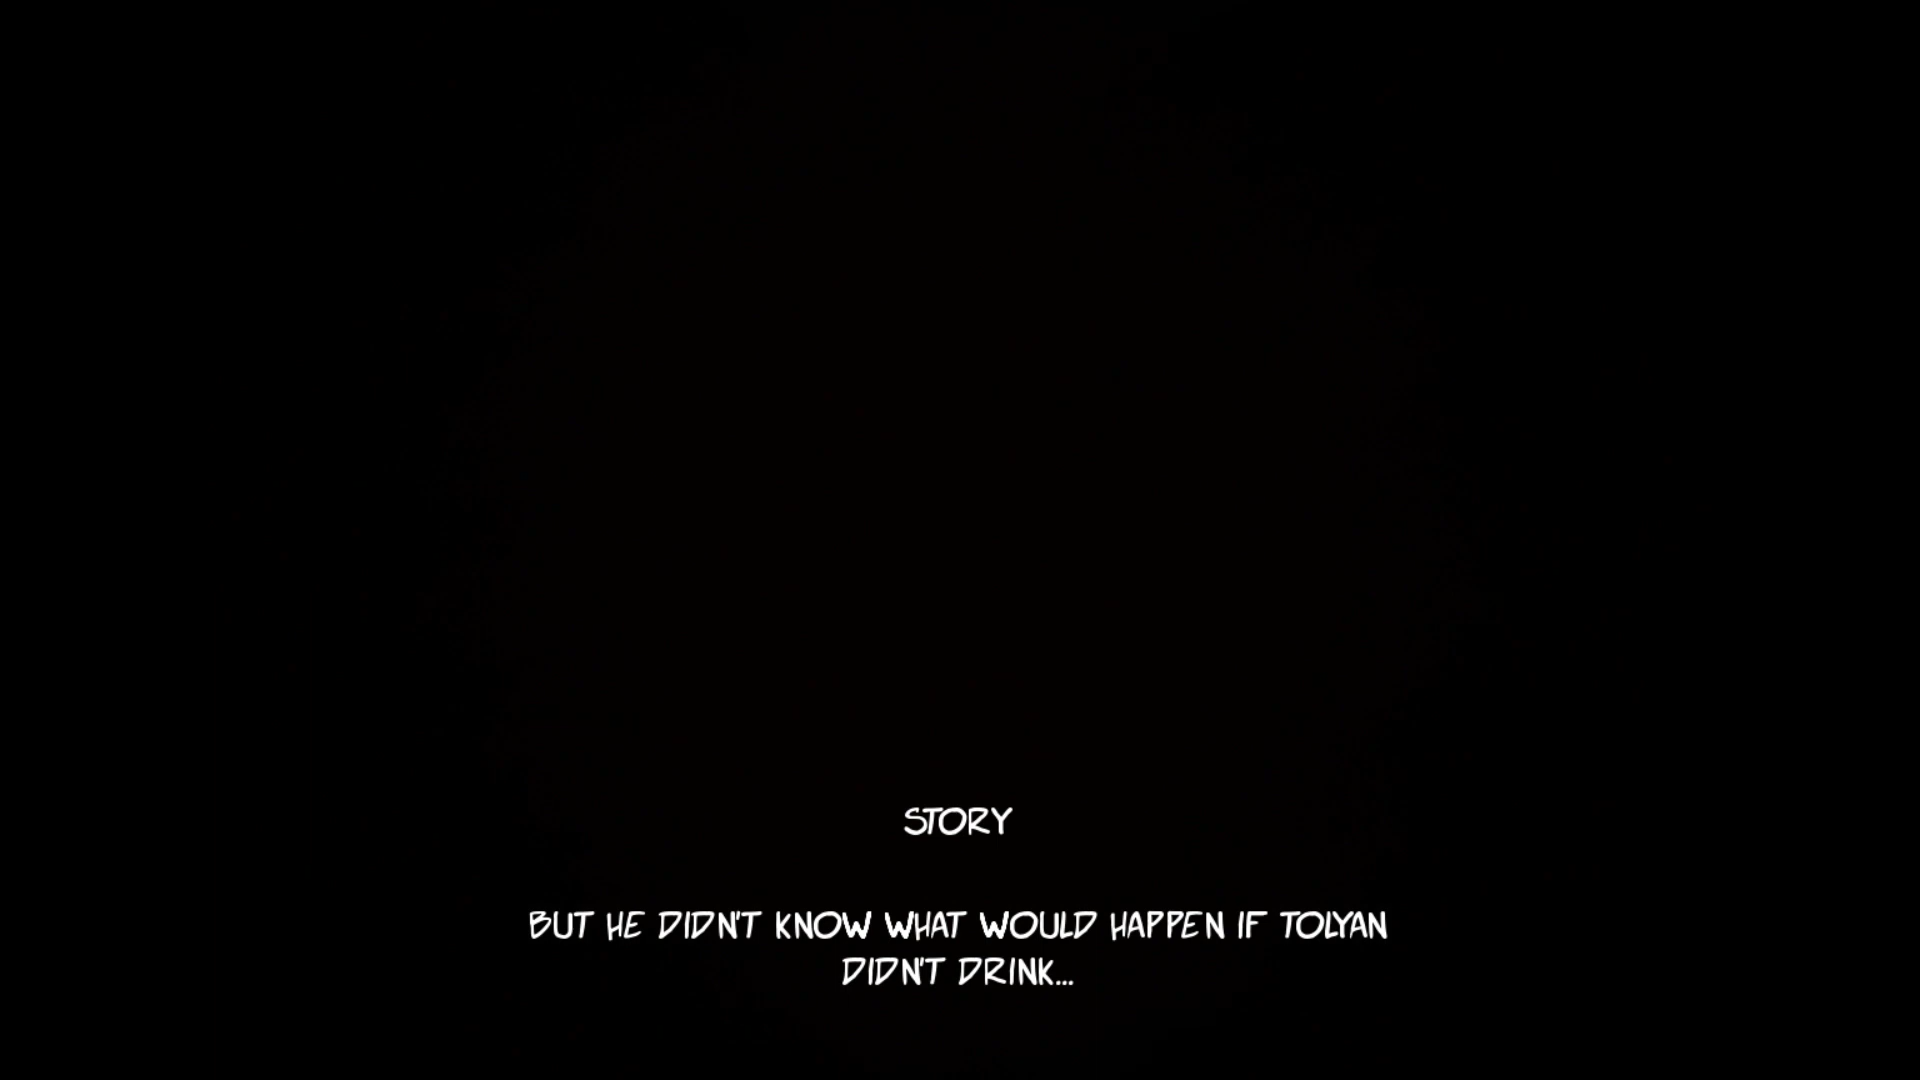 STORY
BUT HE DIDN'T KNOW WHAT WOULD HAPPEN IF TOLYAN
DIDN'T DRINK...